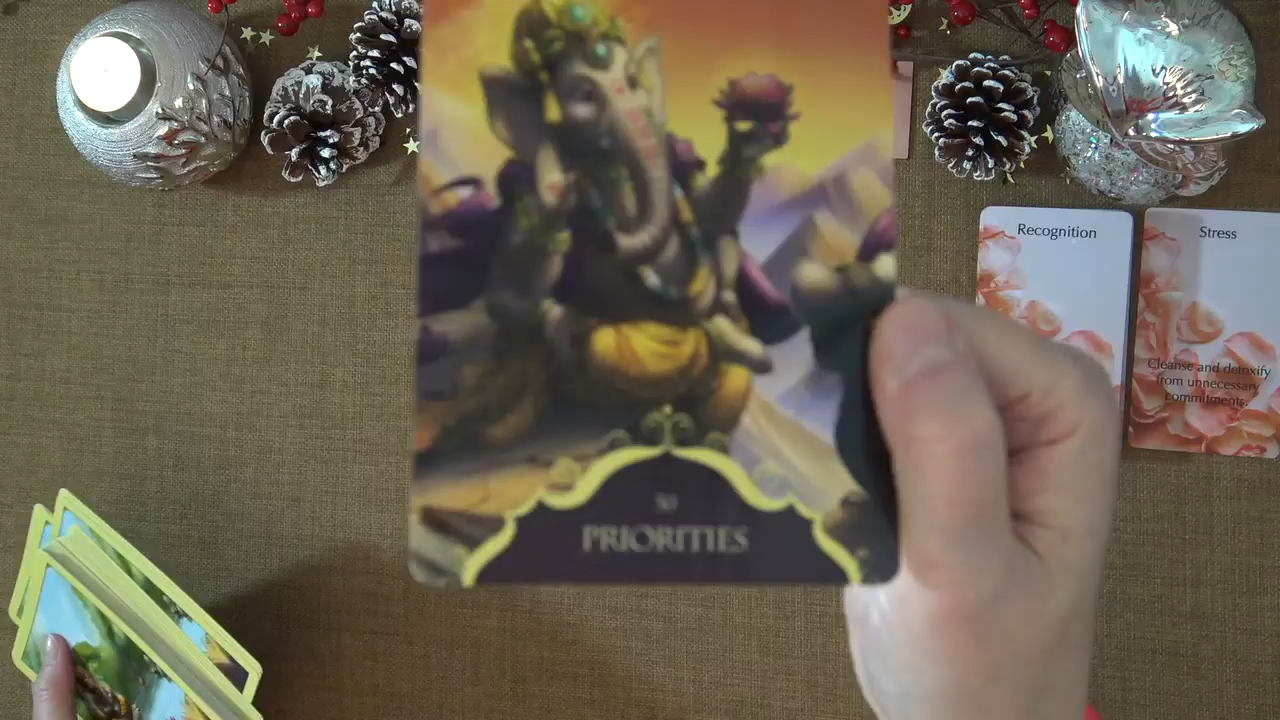 Recognition
Stress
Cleanse and detoxify
from unnecessary
commitments.
PRIORITIES